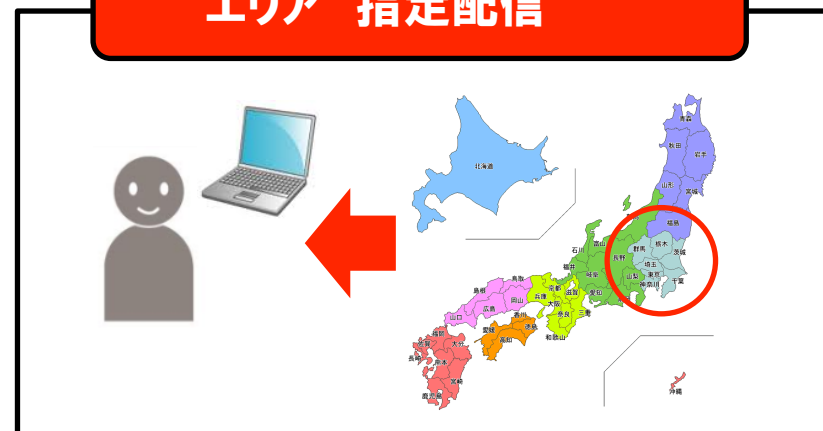 エリア 指定配信
青森
秋田
岩手
北海道
山形
宮城
福島
富山
石川
群馬
栃木
茨城
長野
福井
埼玉
岐阜
山梨
東京
千葉
神奈川
愛知
鳥取
京都
滋賀
島根
兵庫
大阪
岡山
広島
奈良
三重
香川
山口
徳島
和歌山
愛媛
高知
福岡
佐賀
大分
長崎
熊本
宮崎
鹿児島
沖縄